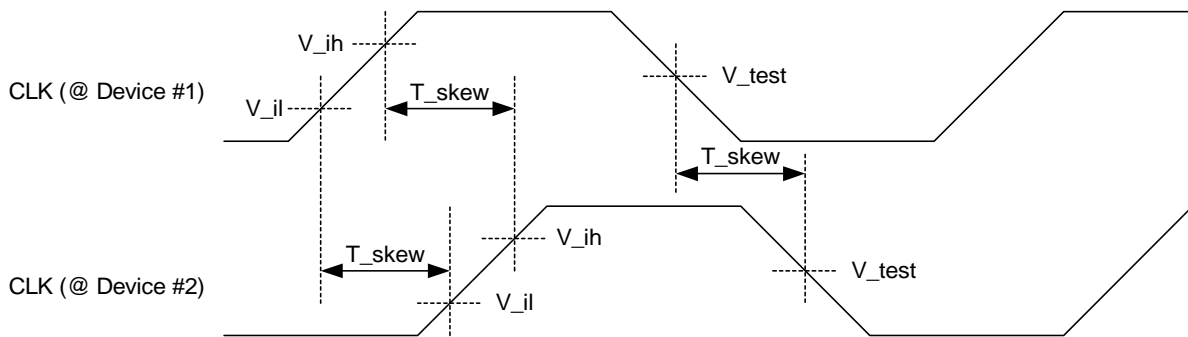 V_ih
V_test
CLK (@ Device #1)
T_skew
V_il
T_skew
V_ih
T_skew
V_test
CLK (@ Device #2)
V_il